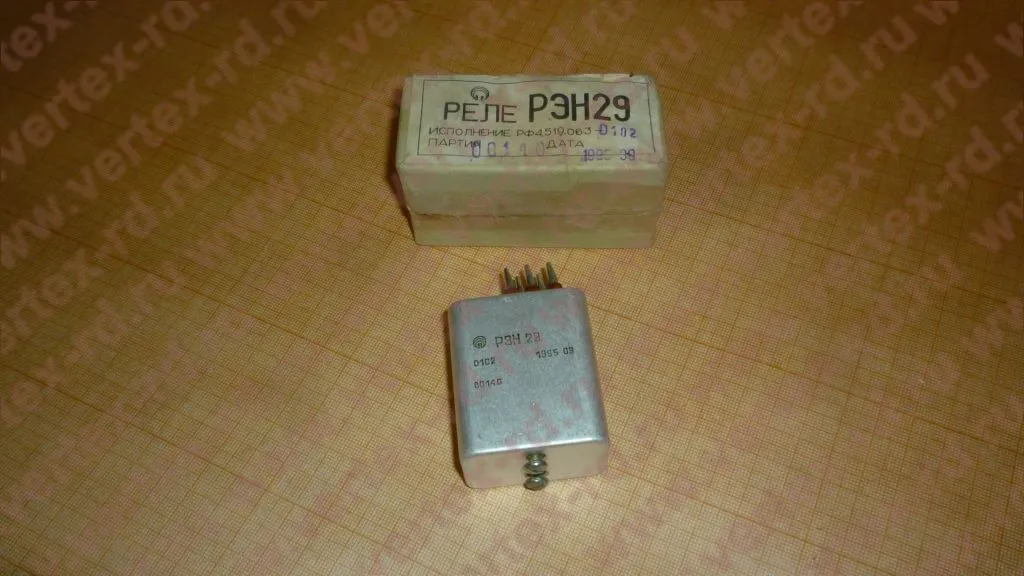 РЕЛЕ РЭН29
ИСПОЛНЕНИЕ РФ4.519.063-0102
ПАРТИЯ ДАТА
1995 09
РЭН 29
0102 1995 09
00140
www.vertex-rd.ru